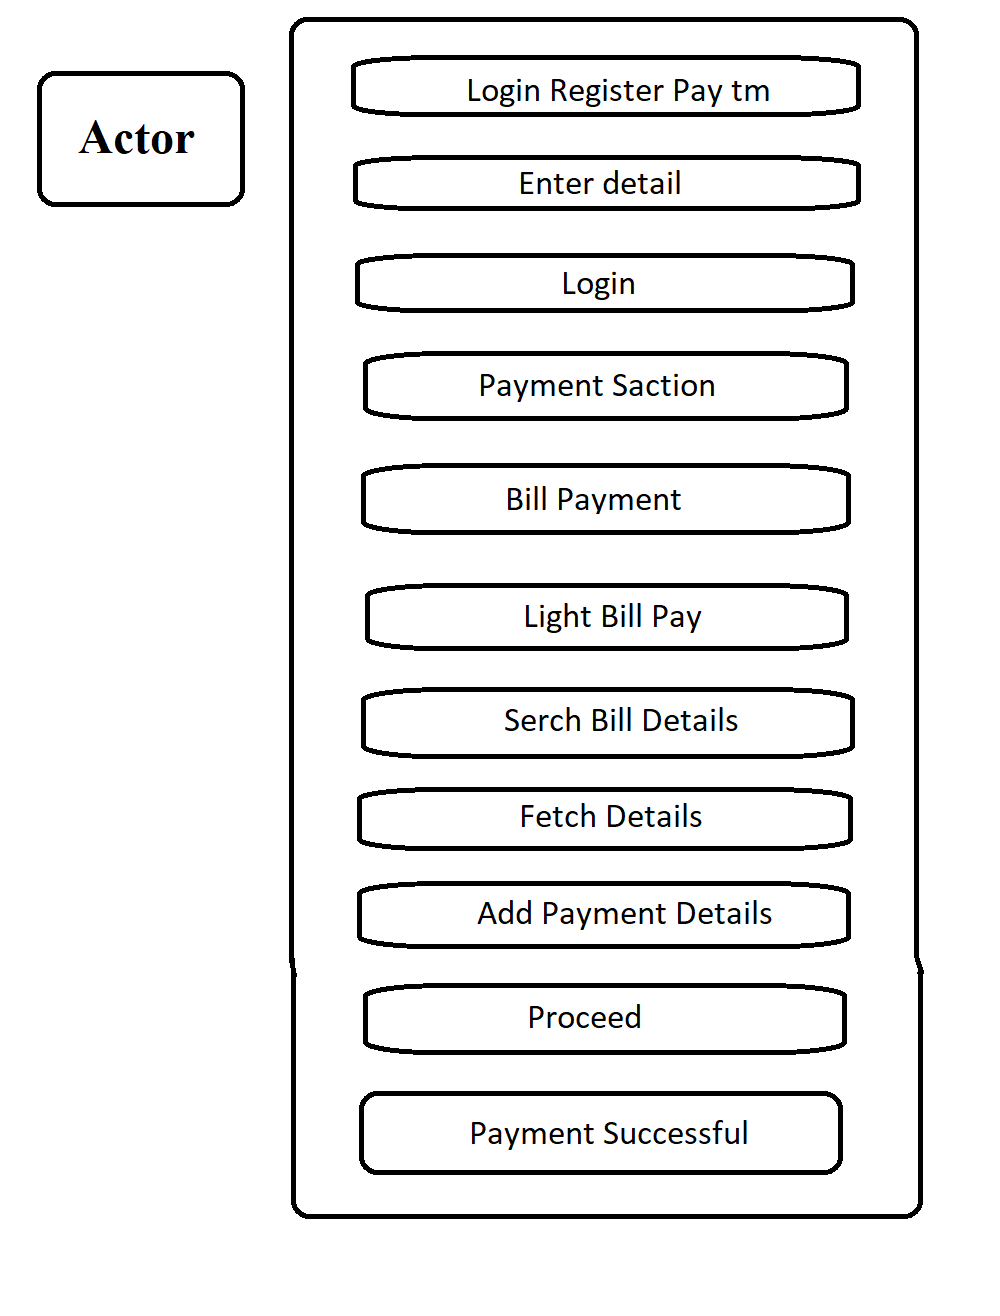 Actor
Login Register Pay tm
Enter detail
Login
Payment Saction
Bill Payment
Light Bill Pay
Serch Bill Details
Fetch Details
Add Payment Details
Proceed
Payment Successful